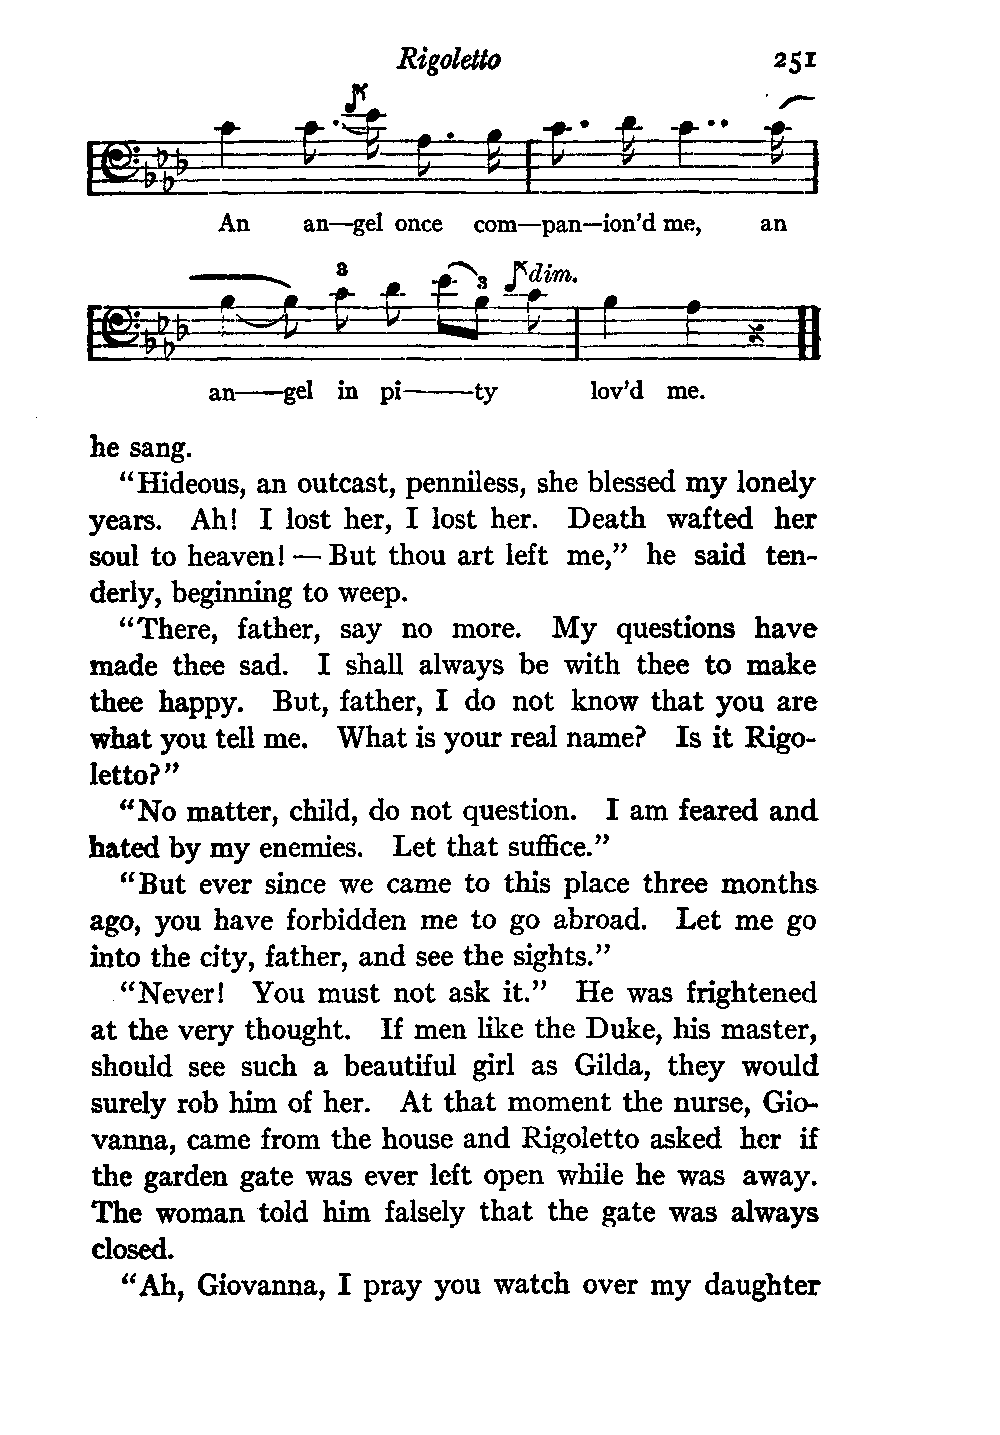 Rigoletto 251
An an—gel once com—pan—ion'd me, an
3 3 dim.
an——gel in pi———ty lov'd me.
he sang.
"Hideous, an outcast, penniless, she blessed my lonely
years. Ah! I lost her, I lost her. Death wafted her
soul to heaven! — But thou art left me," he said ten-
derly, beginning to weep.
"There, father, say no more. My questions have
made thee sad. I shall always be with thee to make
thee happy. But, father, I do not know that you are
what you tell me. What is your real name? Is it Rigo-
letto?"
"No matter, child, do not question. I am feared and
hated by my enemies. Let that suffice."
"But ever since we came to this place three months
ago, you have forbidden me to go abroad. Let me go
into the city, father, and see the sights."
"Never! You must not ask it." He was frightened
at the very thought. If men like the Duke, his master,
should see such a beautiful girl as Gilda, they would
surely rob him of her. At that moment the nurse, Gio-
vanna, came from the house and Rigoletto asked her if
the garden gate was ever left open while he was away.
The woman told him falsely that the gate was always
closed.
"Ah, Giovanna, I pray you watch over my daughter